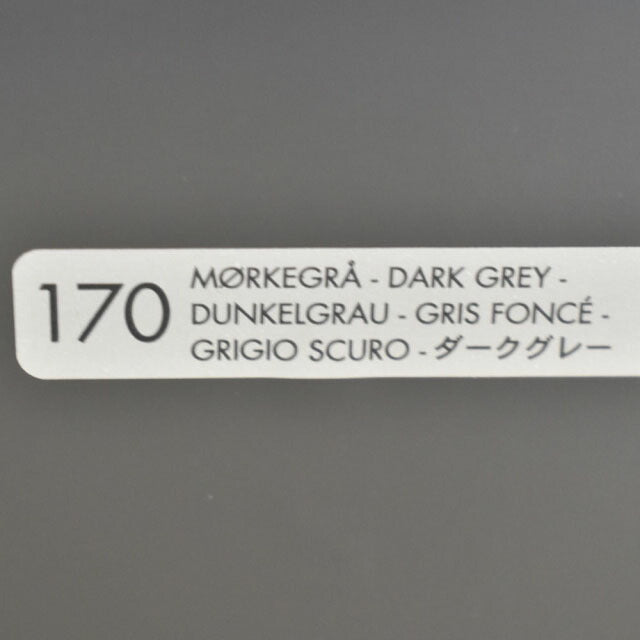 170
MØRKEGRÅ - DARK GREY -
DUNKELGRAU - GRIS FONCÉ -
GRIGIO SCURO - ダークグレー